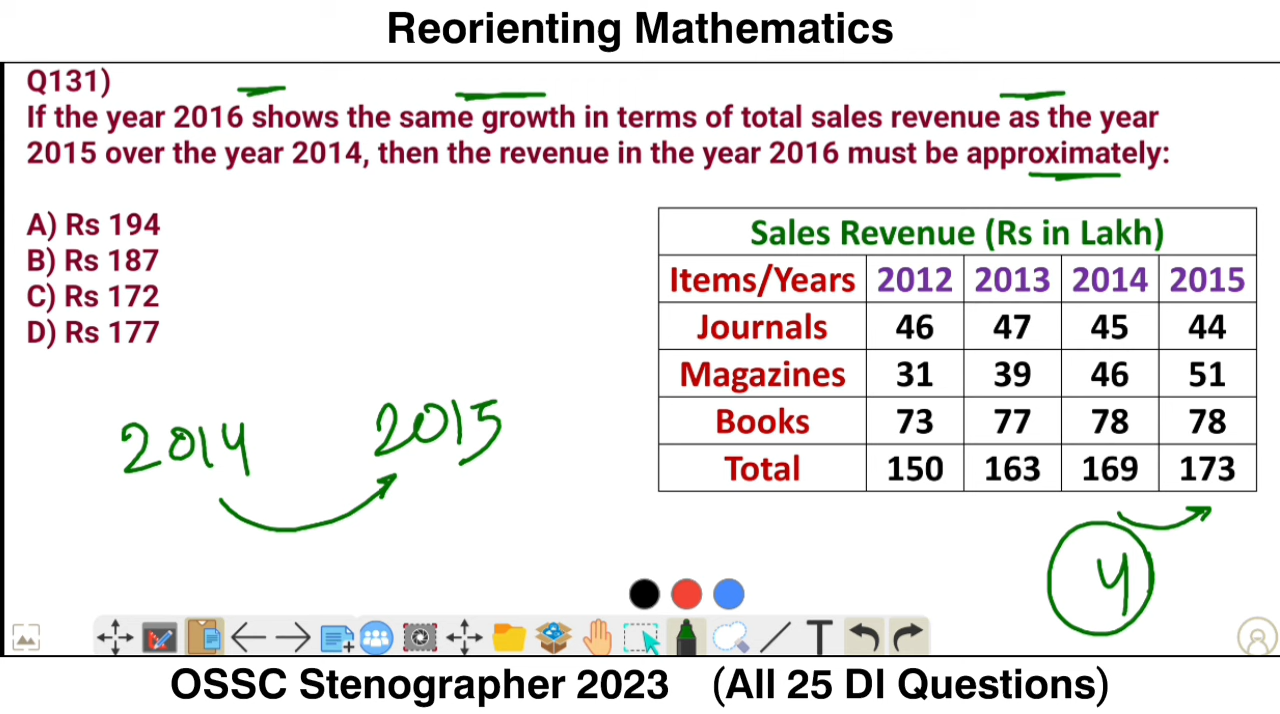 Reorienting Mathematics
Q131)
If the year 2016 shows the same growth in terms of total sales revenue as the year
2015 over the year 2014, then the revenue in the year 2016 must be approximately:
A) Rs 194
B) Rs 187
C) Rs 172
D) Rs 177
Sales Revenue (Rs in Lakh)
Items/Years 2012 2013 2014 2015
Journals 46 47 45 44
Magazines 31 39 46 51
Books 73 77 78 78
Total 150 163 169 173
2014 2015
4
T
OSSC Stenographer 2023 (All 25 DI Questions)